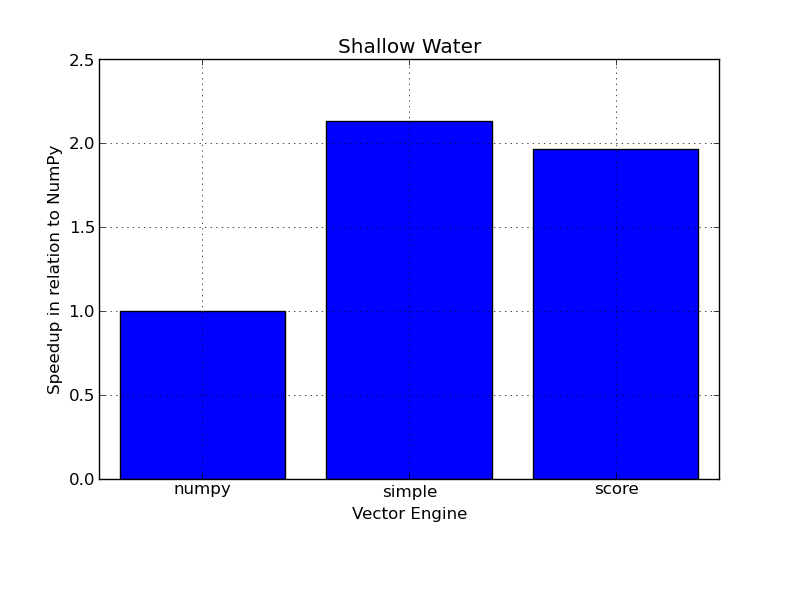 Shallow Water
2.5
2.0
1.5
1.0
0.5
0.0
Speedup in relation to NumPy
numpy simple score
Vector Engine